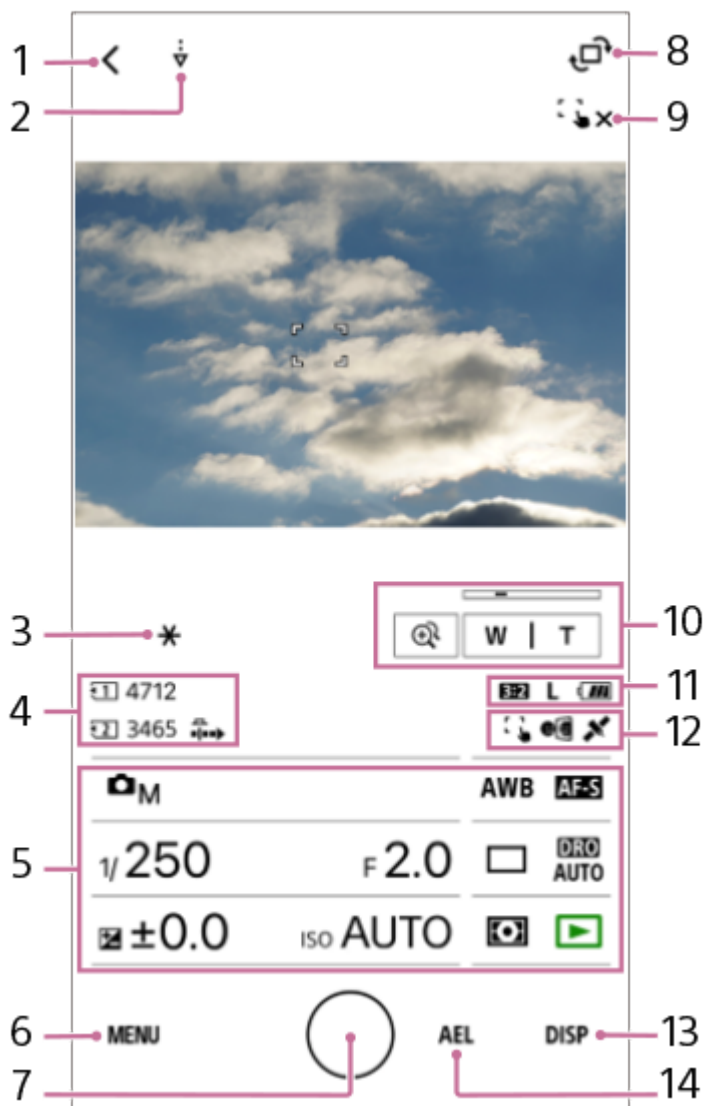 1
2
8
9
3
10
W | T
4
1 4712
2 3465
3:2 L
11
12
5
M
AWB AF-S
1/250 F2.0
DRO
AUTO
±0.0 ISO AUTO
6
MENU
7
AEL
14
DISP
13